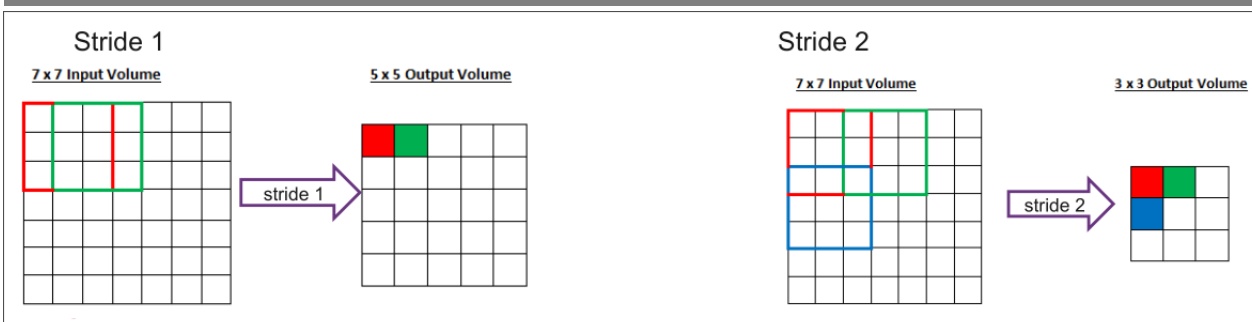 Stride 1
7 x 7 Input Volume
5 x 5 Output Volume
stride 1
Stride 2
7 x 7 Input Volume
3 x 3 Output Volume
stride 2